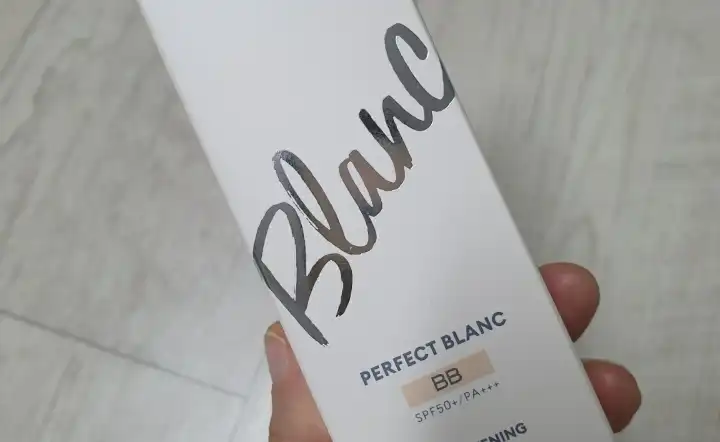 Blanc
PERFECT BLANC
BB
SPF50+/PA+++